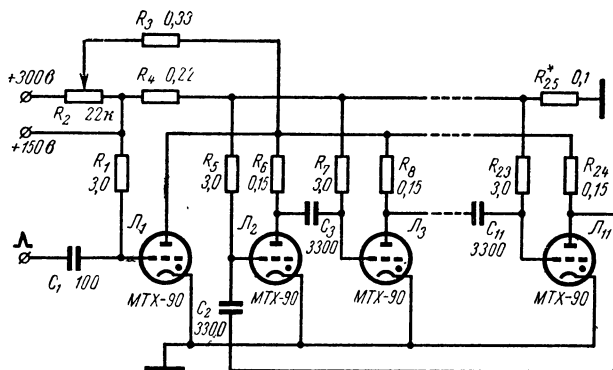 R3 0,33
+300в
R2 22к
R4 0,22
R25* 0,1
+150в
R1 3,0
R5 3,0
R6 0,15
R7 3,0
R8 0,15
R23 3,0
R24 0,15
Л1
Л2
C3 3300
Л3
C11 3300
Л11
C1 100
МТХ-90
МТХ-90
МТХ-90
МТХ-90
C2 3300